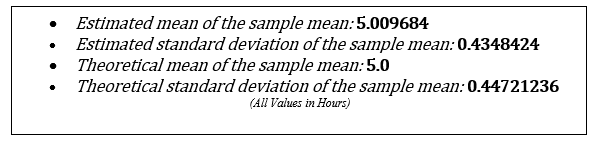 • Estimated mean of the sample mean: 5.009684
• Estimated standard deviation of the sample mean: 0.4348424
• Theoretical mean of the sample mean: 5.0
• Theoretical standard deviation of the sample mean: 0.44721236
(All Values in Hours)